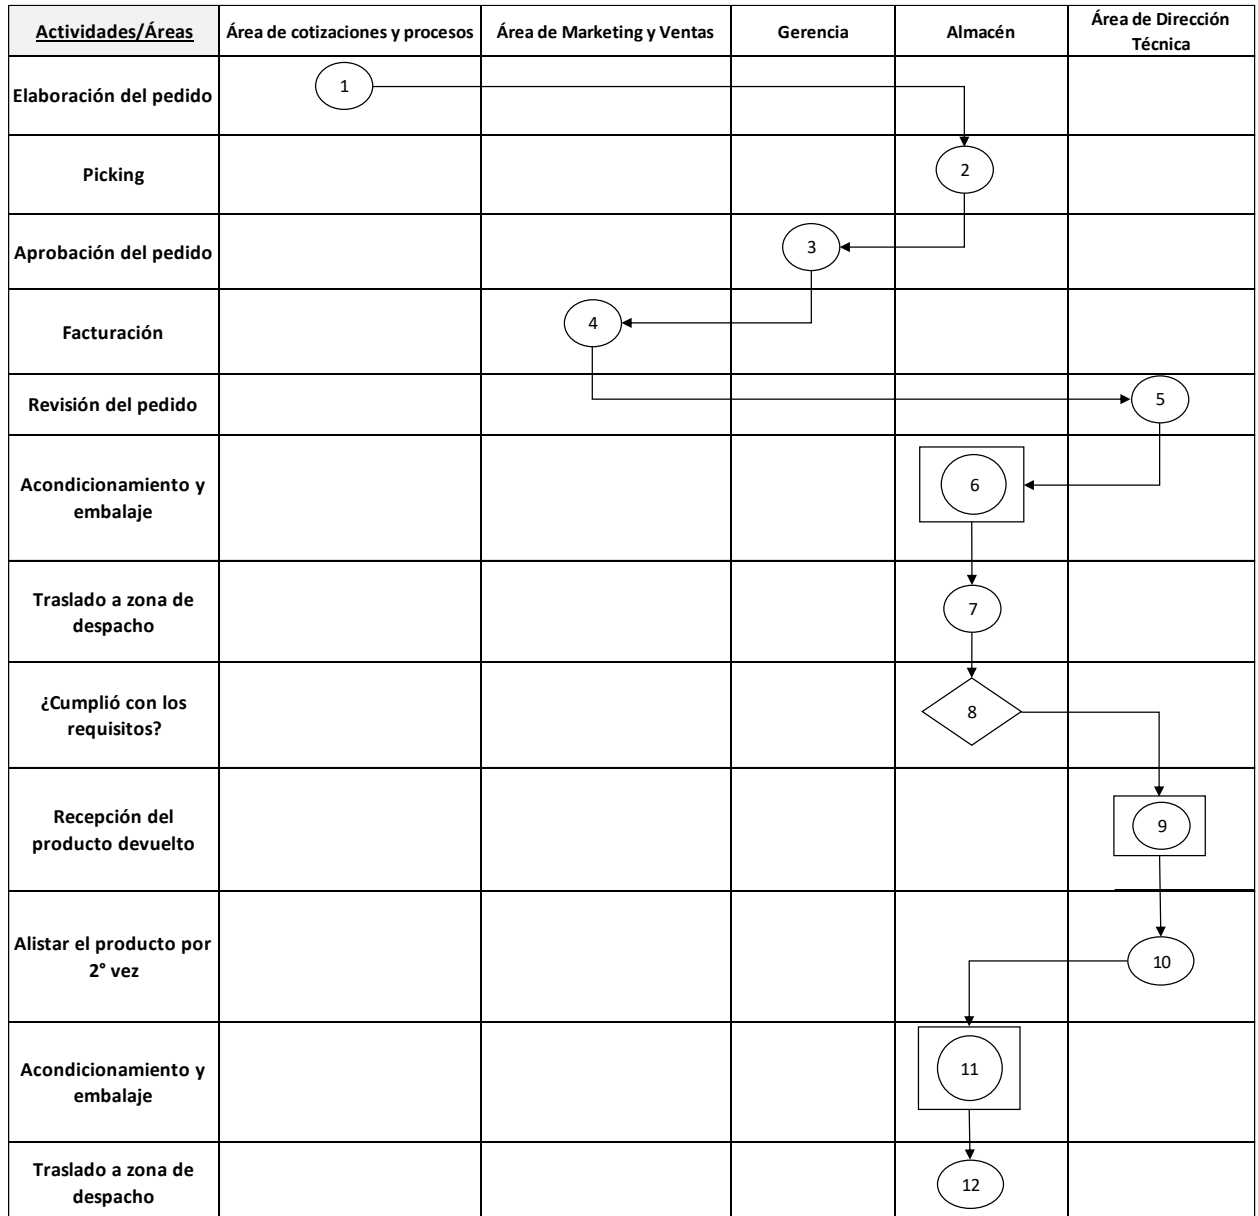 Actividades/Áreas
Área de cotizaciones y procesos
Área de Marketing y Ventas
Gerencia
Almacén
Área de Dirección
Técnica
Elaboración del pedido
1
Picking
2
Aprobación del pedido
3
Facturación
4
Revisión del pedido
5
Acondicionamiento y
embalaje
6
Traslado a zona de
despacho
7
¿Cumplió con los
requisitos?
8
Recepción del
producto devuelto
9
Alistar el producto por
2° vez
10
Acondicionamiento y
embalaje
11
Traslado a zona de
despacho
12